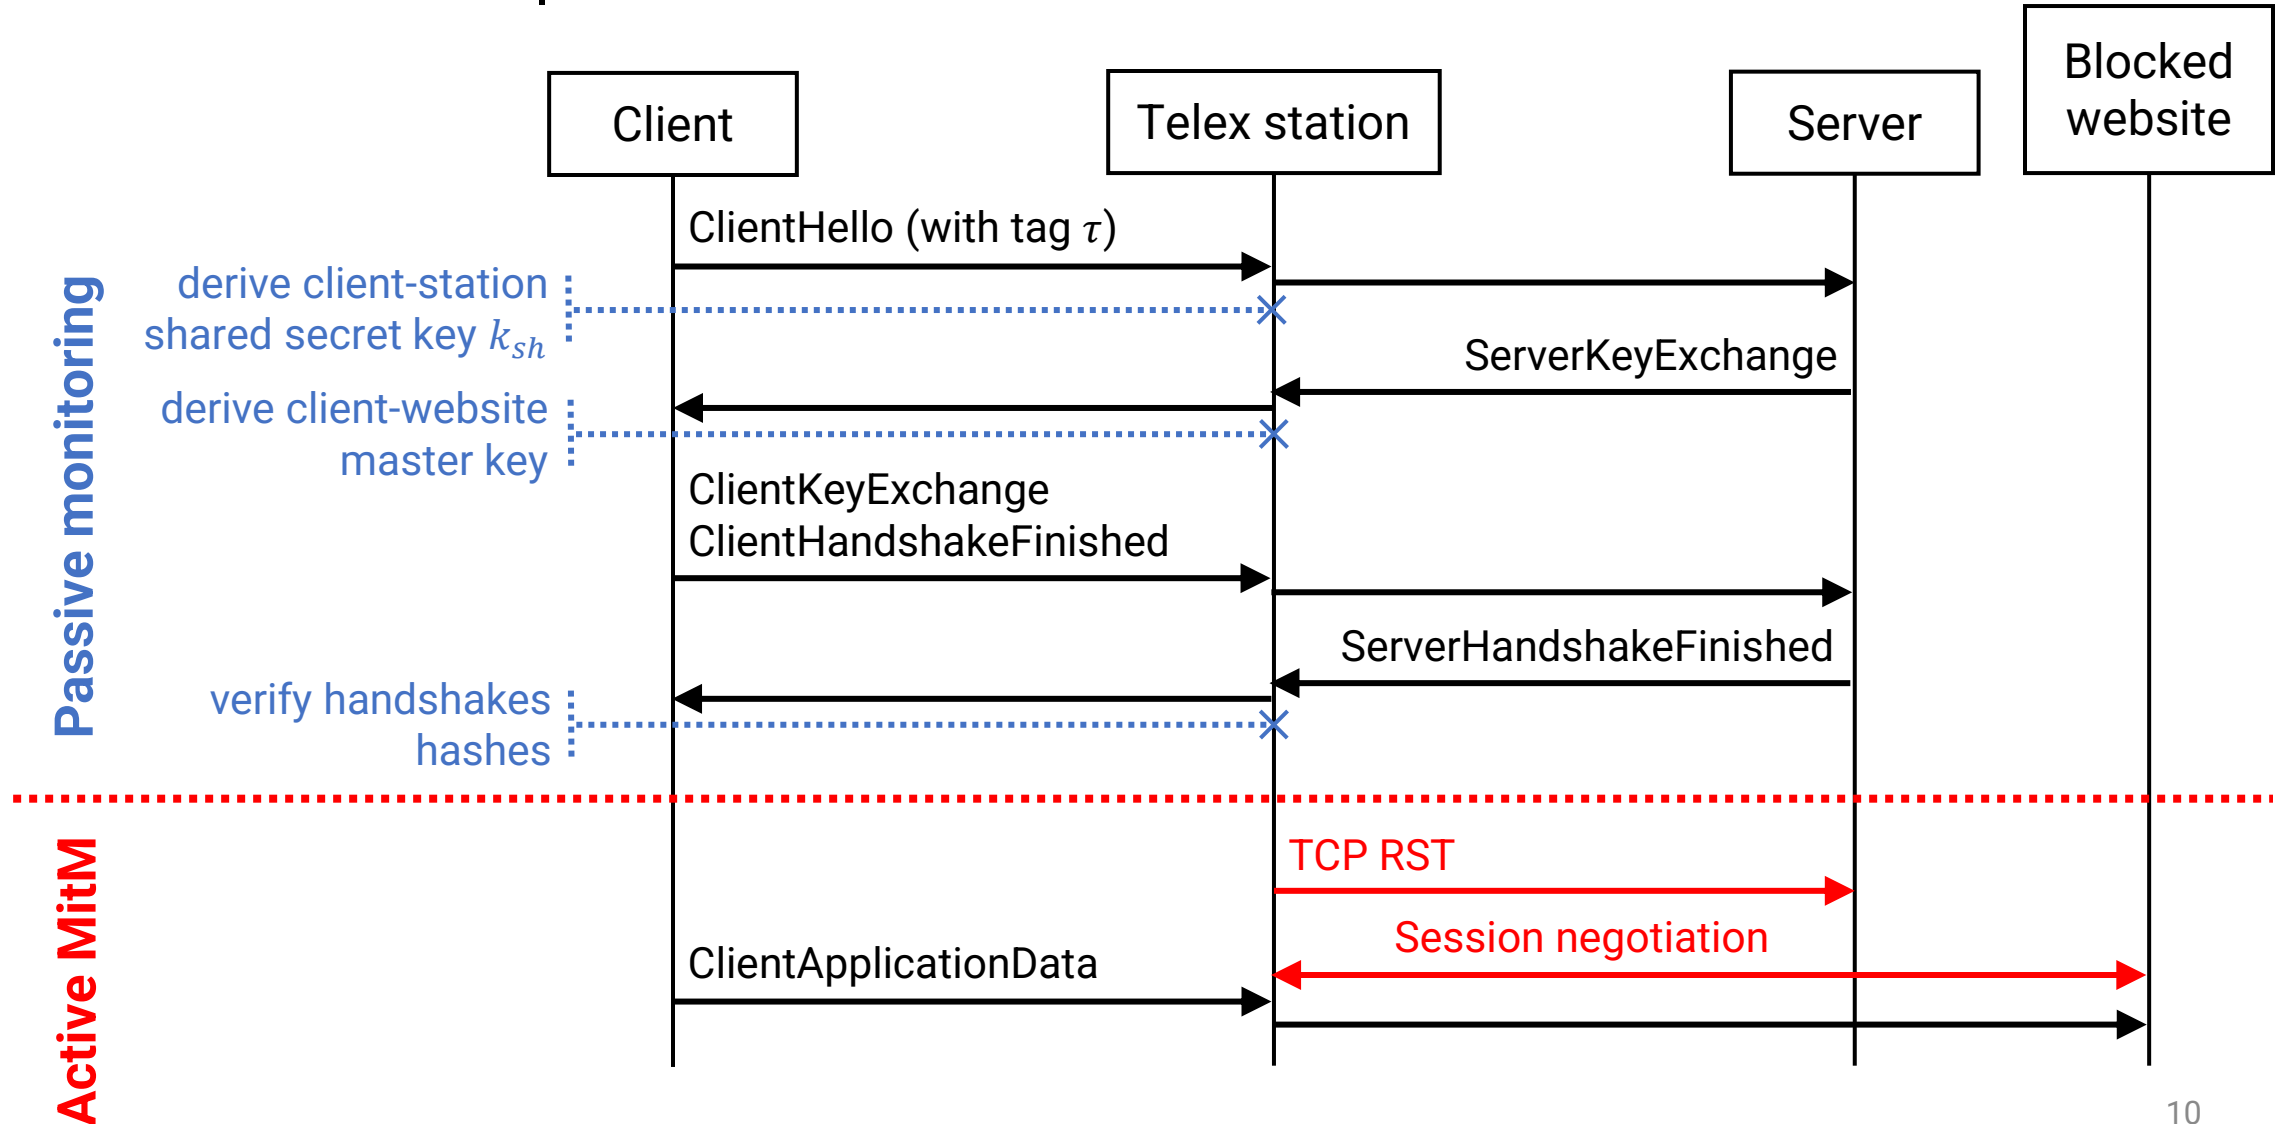 Client
Telex station
Server
Blocked
website
ClientHello (with tag τ)
derive client-station
shared secret key k_sh
ServerKeyExchange
derive client-website
master key
ClientKeyExchange
ClientHandshakeFinished
ServerHandshakeFinished
verify handshakes
hashes
Passive monitoring
TCP RST
Session negotiation
ClientApplicationData
Active MitM
10